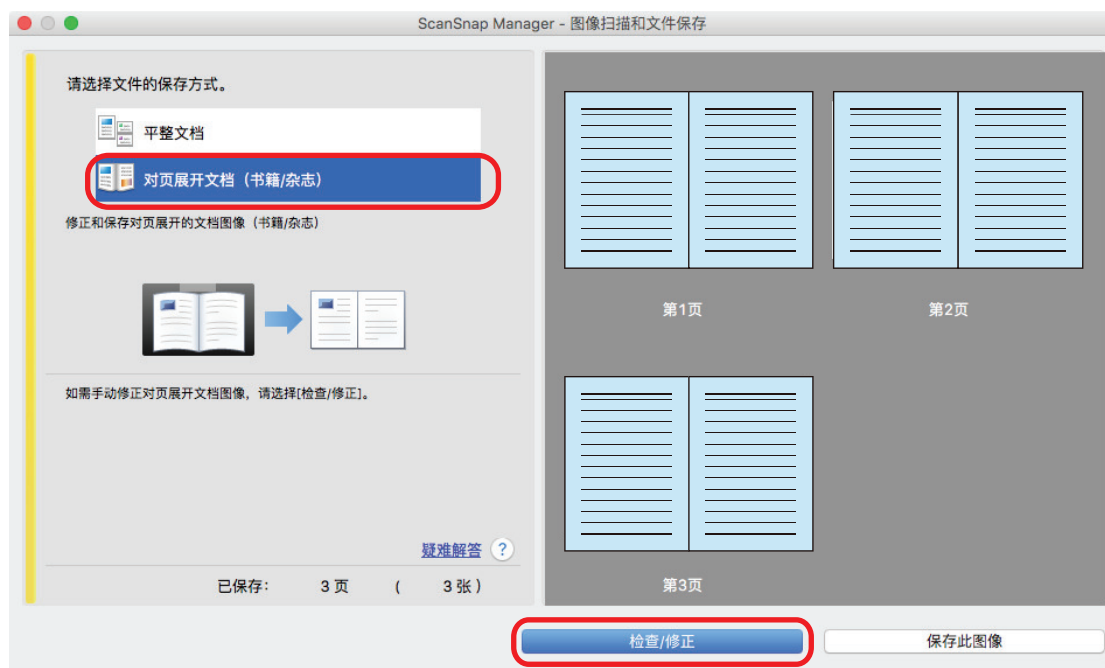 ScanSnap Manager - 图像扫描和文件保存
请选择文件的保存方式。
平整文档
对页展开文档（书籍/杂志）
修正和保存对页展开的文档图像（书籍/杂志）
如需手动修正对页展开文档图像，请选择[检查/修正]。
疑难解答 ?
已保存： 3 页 ( 3 张 )
第1页
第2页
第3页
检查/修正
保存此图像